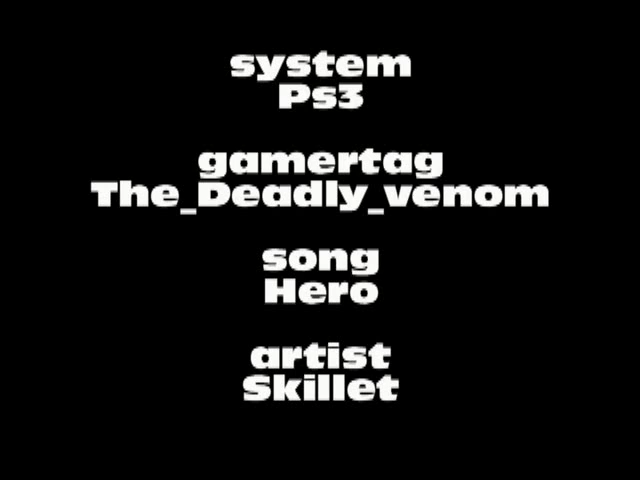 system
Ps3
gamertag
The_Deadly_venom
song
Hero
artist
Skillet